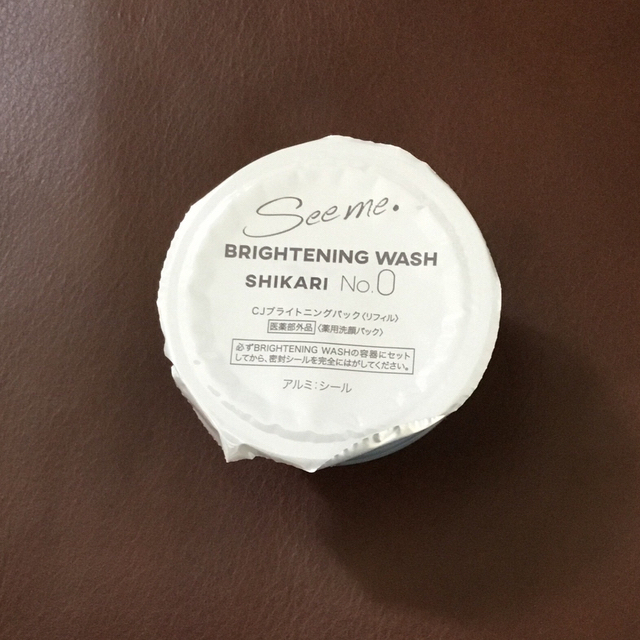 See me.
BRIGHTENING WASH
SHIKARI No.0
CJブライトニングパック〈リフィル〉
医薬部外品〈薬用洗顔パック〉
必ずBRIGHTENING WASHの容器にセット
してから、密封シールを完全にはがしてください。
アルミ:シール